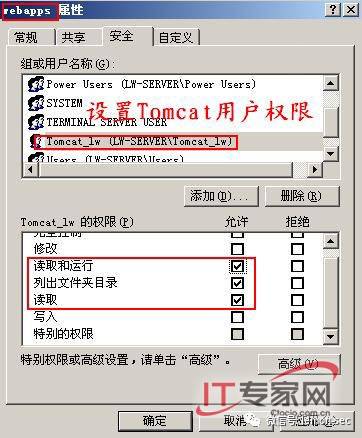 rebapps 属性
常规 共享 安全 自定义
组或用户名称(G):
Power Users (LW-SERVER\Power Users)
SYSTEM
TERMINAL SERVER USER
设置Tomcat用户权限
Tomcat_lw (LW-SERVER\Tomcat_lw)
Users (LW-SERVER\Users)
添加(D)... 删除(R)
Tomcat_lw 的权限(P) 允许 拒绝
完全控制
修改
读取和运行
列出文件夹目录
读取
写入
特别的权限
特别权限或高级设置，请单击“高级”。
高级(V)
IT专家网
确定 取消